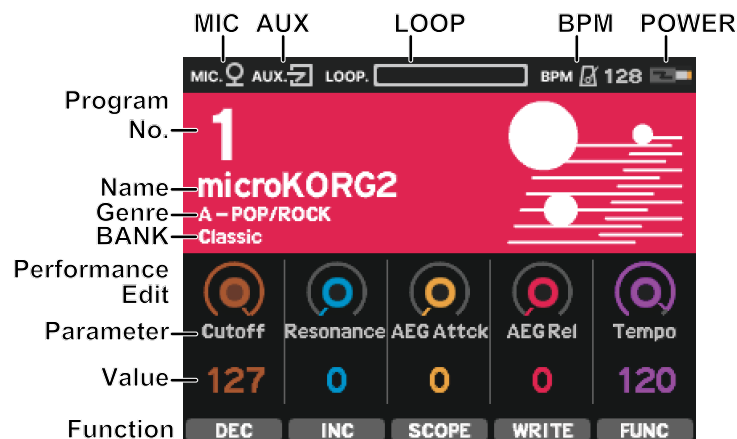 MIC AUX LOOP BPM POWER
MIC. AUX. LOOP. BPM 128
Program
No. 1
Name microKORG2
Genre A – POP/ROCK
BANK Classic
Performance
Edit
Parameter Cutoff Resonance AEG Attck AEG Rel Tempo
Value 127 0 0 0 120
Function DEC INC SCOPE WRITE FUNC